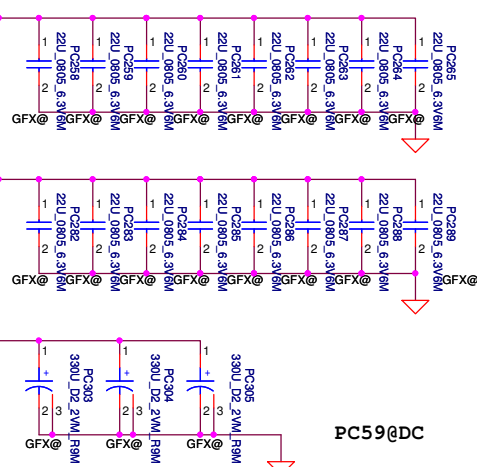 1 1 1 1 1 1 1 1
PC258 PC259 PC260 PC261 PC262 PC263 PC264 PC265
22U_0805_6.3V6M 22U_0805_6.3V6M 22U_0805_6.3V6M 22U_0805_6.3V6M 22U_0805_6.3V6M 22U_0805_6.3V6M 22U_0805_6.3V6M 22U_0805_6.3V6M
2 2 2 2 2 2 2 2
GFX@ GFX@ GFX@ GFX@ GFX@ GFX@ GFX@ GFX@
1 1 1 1 1 1 1 1
PC282 PC283 PC284 PC285 PC286 PC287 PC288 PC289
22U_0805_6.3V6M 22U_0805_6.3V6M 22U_0805_6.3V6M 22U_0805_6.3V6M 22U_0805_6.3V6M 22U_0805_6.3V6M 22U_0805_6.3V6M 22U_0805_6.3V6M
2 2 2 2 2 2 2 2
GFX@ GFX@ GFX@ GFX@ GFX@ GFX@ GFX@ GFX@
1 1 1
+ + +
PC303 PC304 PC305
330U_D2_2VM_R9M 330U_D2_2VM_R9M 330U_D2_2VM_R9M
2 3 2 3 2 3
GFX@ GFX@ GFX@
PC59@DC